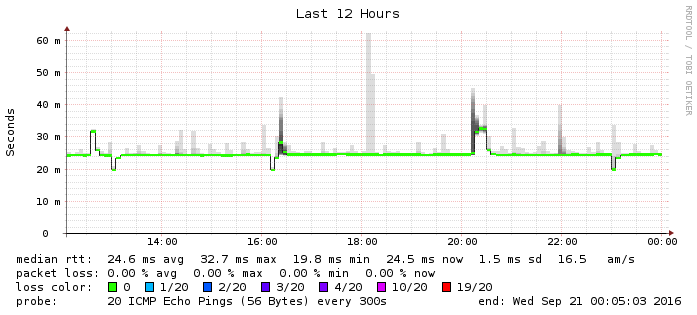 Last 12 Hours
RRDTOOL / TOBI OETIKER
Seconds
60 m
50 m
40 m
30 m
20 m
10 m
0
14:00 16:00 18:00 20:00 22:00 00:00
median rtt: 24.6 ms avg 32.7 ms max 19.8 ms min 24.5 ms now 1.5 ms sd 16.5 am/s
packet loss: 0.00 % avg 0.00 % max 0.00 % min 0.00 % now
loss color: 0 1/20 2/20 3/20 4/20 10/20 19/20
probe: 20 ICMP Echo Pings (56 Bytes) every 300s end: Wed Sep 21 00:05:03 2016